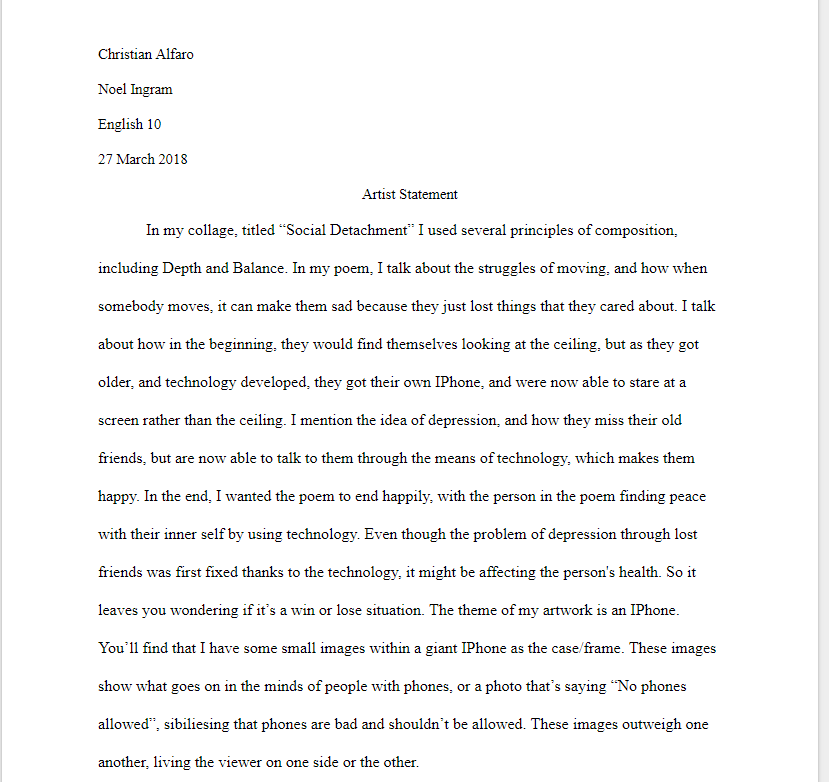 Christian Alfaro
Noel Ingram
English 10
27 March 2018
Artist Statement
In my collage, titled “Social Detachment” I used several principles of composition,
including Depth and Balance. In my poem, I talk about the struggles of moving, and how when
somebody moves, it can make them sad because they just lost things that they cared about. I talk
about how in the beginning, they would find themselves looking at the ceiling, but as they got
older, and technology developed, they got their own IPhone, and were now able to stare at a
screen rather than the ceiling. I mention the idea of depression, and how they miss their old
friends, but are now able to talk to them through the means of technology, which makes them
happy. In the end, I wanted the poem to end happily, with the person in the poem finding peace
with their inner self by using technology. Even though the problem of depression through lost
friends was first fixed thanks to the technology, it might be affecting the person's health. So it
leaves you wondering if it’s a win or lose situation. The theme of my artwork is an IPhone.
You’ll find that I have some small images within a giant IPhone as the case/frame. These images
show what goes on in the minds of people with phones, or a photo that’s saying “No phones
allowed”, sibiliesing that phones are bad and shouldn’t be allowed. These images outweigh one
another, living the viewer on one side or the other.